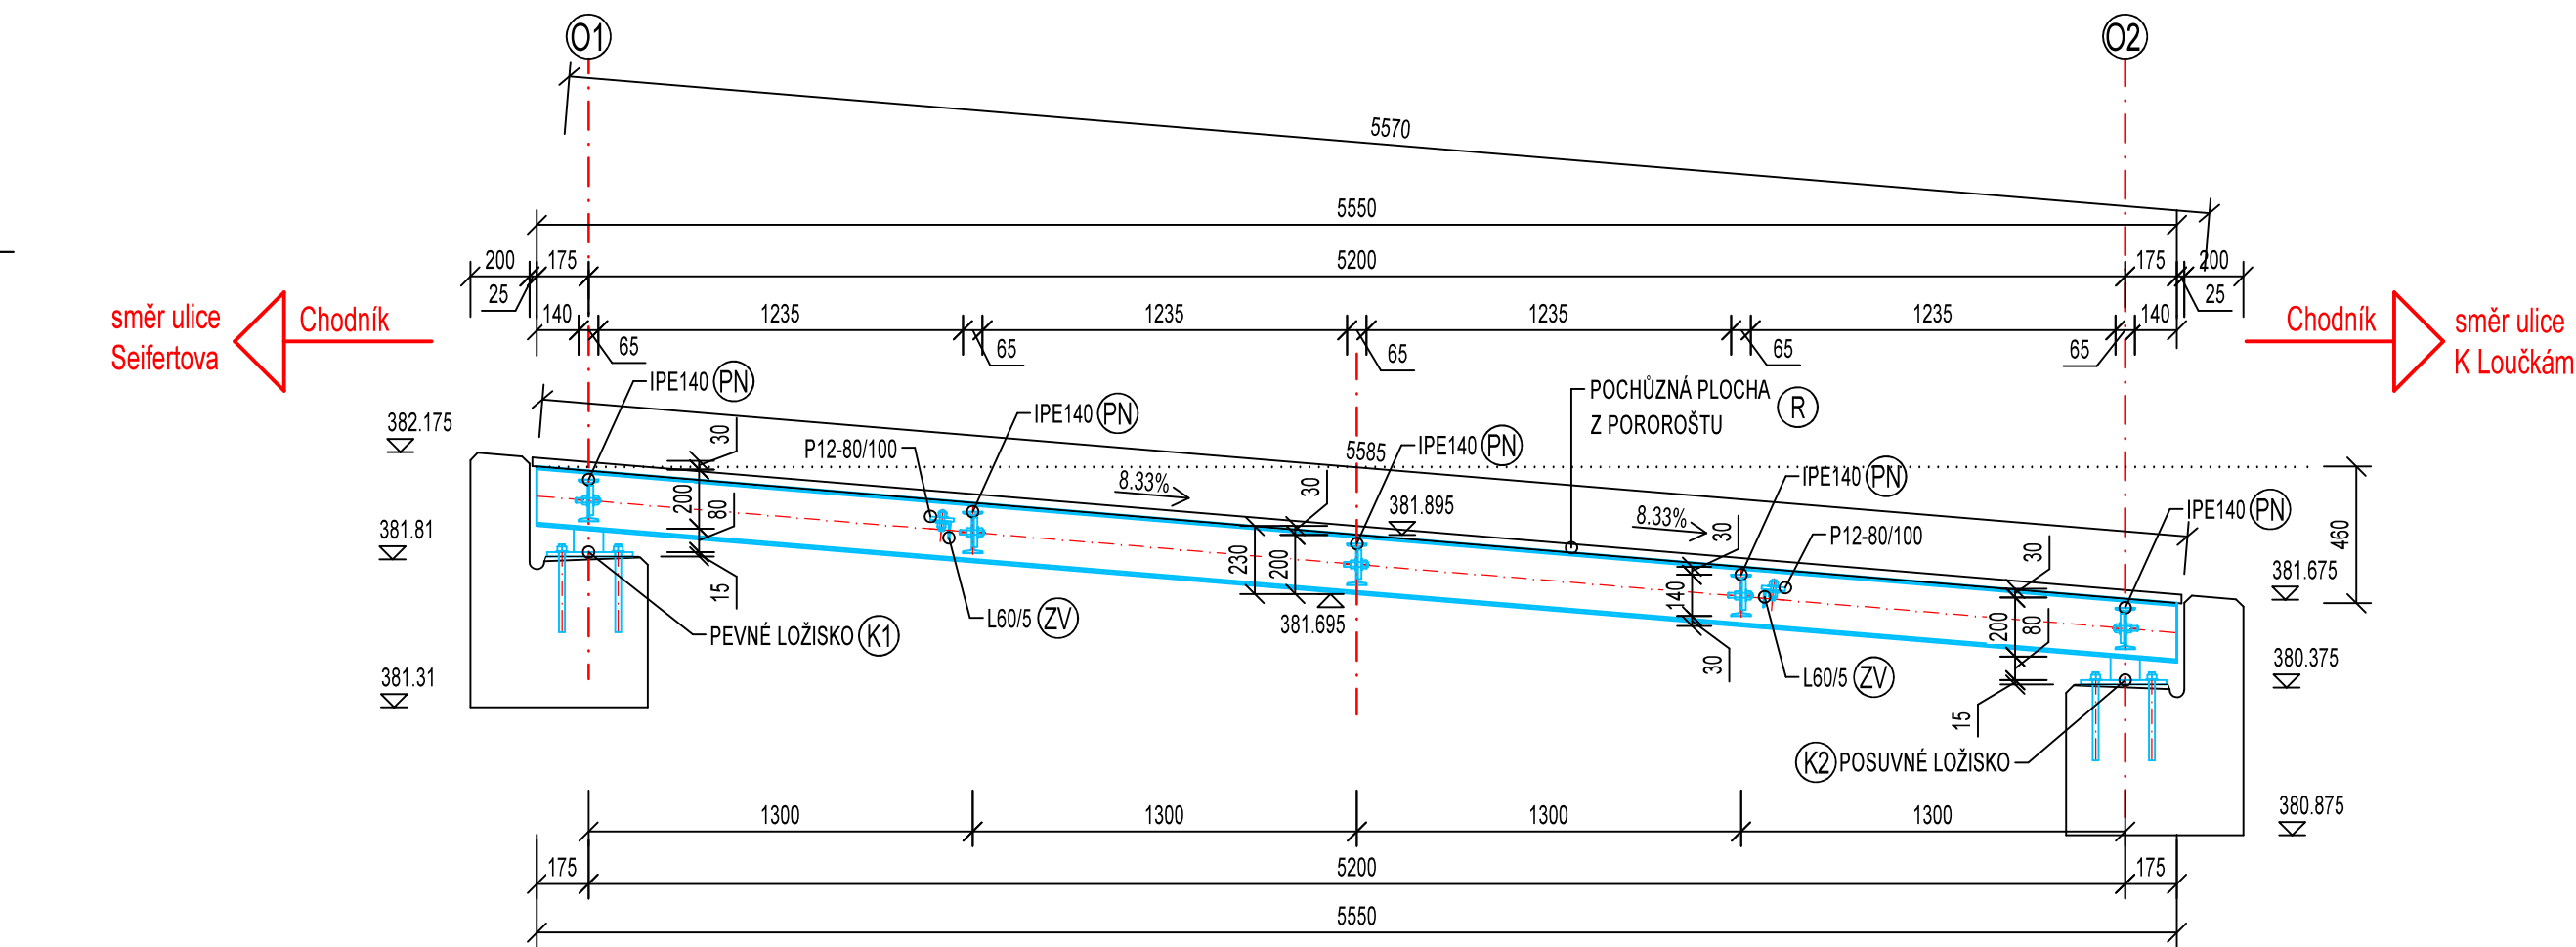 O1
O2
5570
5550
200
175
5200
175
200
25
25
140
1235
1235
1235
1235
140
65
65
65
65
65
směr ulice
Seifertova
Chodník
Chodník
směr ulice
K Loučkám
IPE140 PN
IPE140 PN
IPE140 PN
IPE140 PN
IPE140 PN
POCHŮZNÁ PLOCHA
Z POROROŠTU
R
382.175
381.81
381.31
30
200
80
15
P12-80/100
5585
8.33%
8.33%
30
230
200
381.895
381.695
L60/5 ZV
PEVNÉ LOŽISKO K1
30
140
30
P12-80/100
L60/5 ZV
30
200
80
15
460
381.675
380.375
380.875
K2 POSUVNÉ LOŽISKO
1300
1300
1300
1300
175
5200
175
5550